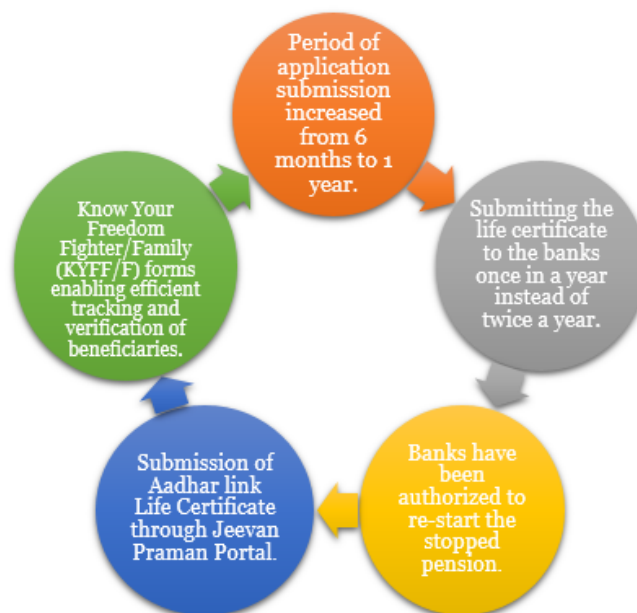 Period of
application
submission
increased
from 6
months to 1
year.
Submitting the
life certificate
to the banks
once in a year
instead of
twice a year.
Banks have
been
authorized to
re-start the
stopped
pension.
Submission of
Aadhar link
Life Certificate
through Jeevan
Praman Portal.
Know Your
Freedom
Fighter/Family
(KYFF/F) forms
enabling efficient
tracking and
verification of
beneficiaries.